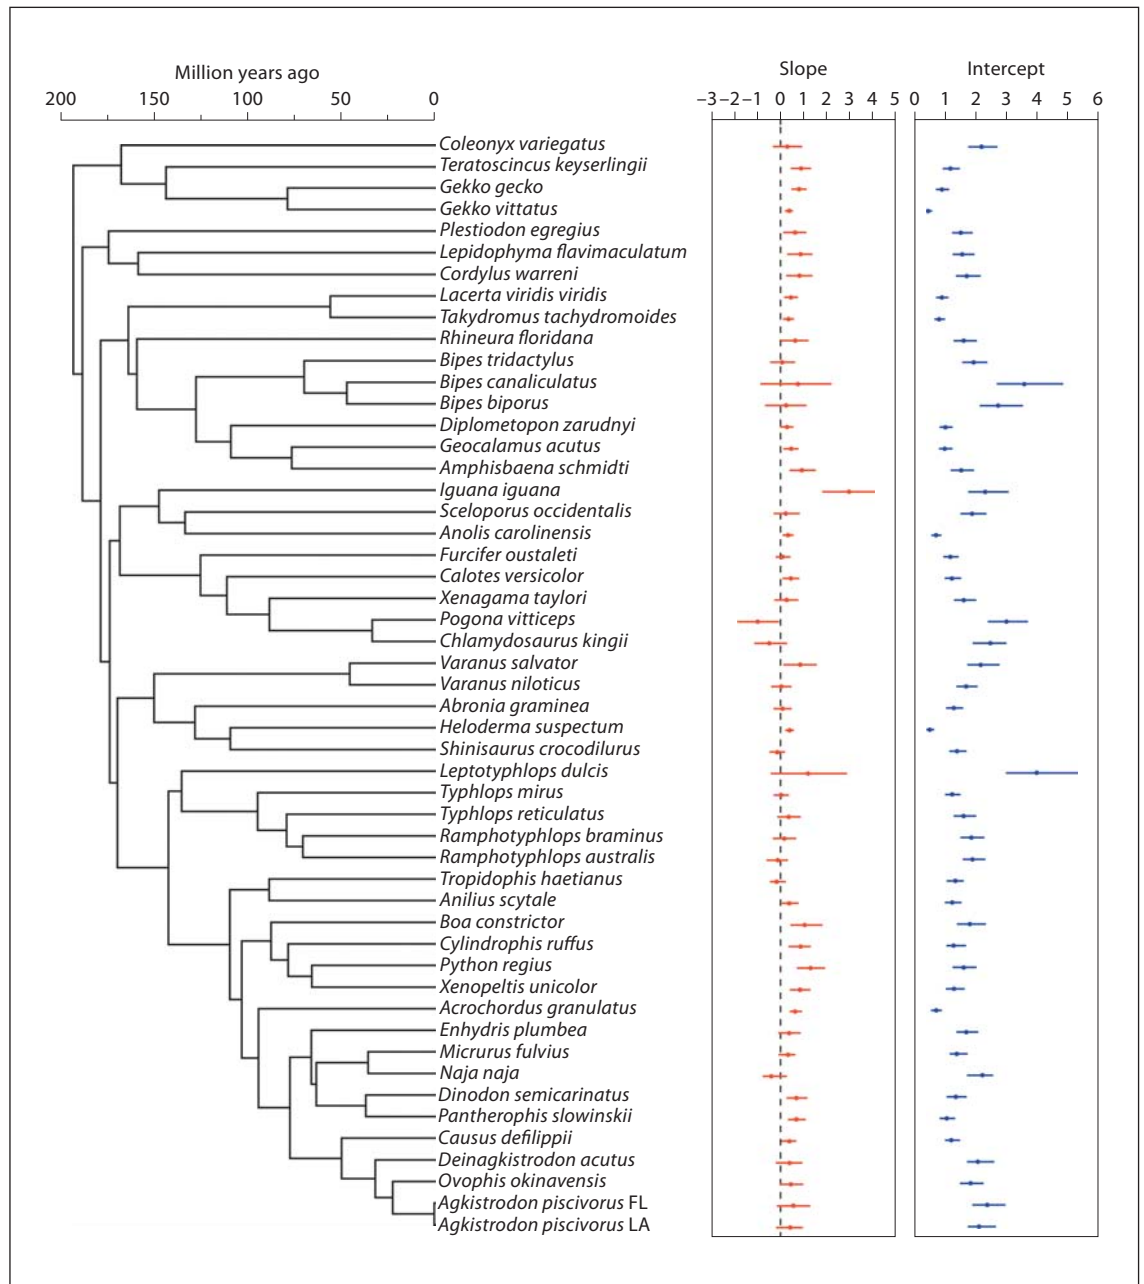 Million years ago
200 150 100 50 0
Slope
−3 −2 −1 0 1 2 3 4 5
Intercept
0 1 2 3 4 5 6
Coleonyx variegatus
Teratoscincus keyserlingii
Gekko gecko
Gekko vittatus
Plestiodon egregius
Lepidophyma flavimaculatum
Cordylus warreni
Lacerta viridis viridis
Takydromus tachydromoides
Rhineura floridana
Bipes tridactylus
Bipes canaliculatus
Bipes biporus
Diplometopon zarudnyi
Geocalamus acutus
Amphisbaena schmidti
Iguana iguana
Sceloporus occidentalis
Anolis carolinensis
Furcifer oustaleti
Calotes versicolor
Xenagama taylori
Pogona vitticeps
Chlamydosaurus kingii
Varanus salvator
Varanus niloticus
Abronia graminea
Heloderma suspectum
Shinisaurus crocodilurus
Leptotyphlops dulcis
Typhlops mirus
Typhlops reticulatus
Ramphotyphlops braminus
Ramphotyphlops australis
Tropidophis haetianus
Anilius scytale
Boa constrictor
Cylindrophis ruffus
Python regius
Xenopeltis unicolor
Acrochordus granulatus
Enhydris plumbea
Micrurus fulvius
Naja naja
Dinodon semicarinatus
Pantherophis slowinskii
Causus defilippii
Deinagkistrodon acutus
Ovophis okinavensis
Agkistrodon piscivorus FL
Agkistrodon piscivorus LA